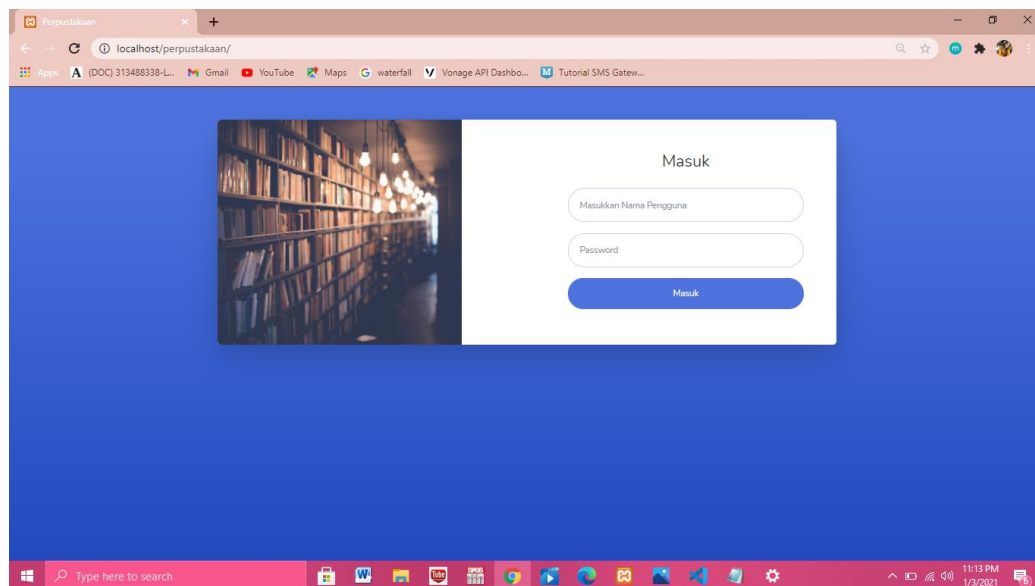 Perpustakaan
localhost/perpustakaan/
Apps (DOC) 313488338-L... Gmail YouTube Maps waterfall Vonage API Dashbo... Tutorial SMS Gatew...
Masuk
Masukkan Nama Pengguna
Password
Masuk
Type here to search
11:13 PM
1/3/2021